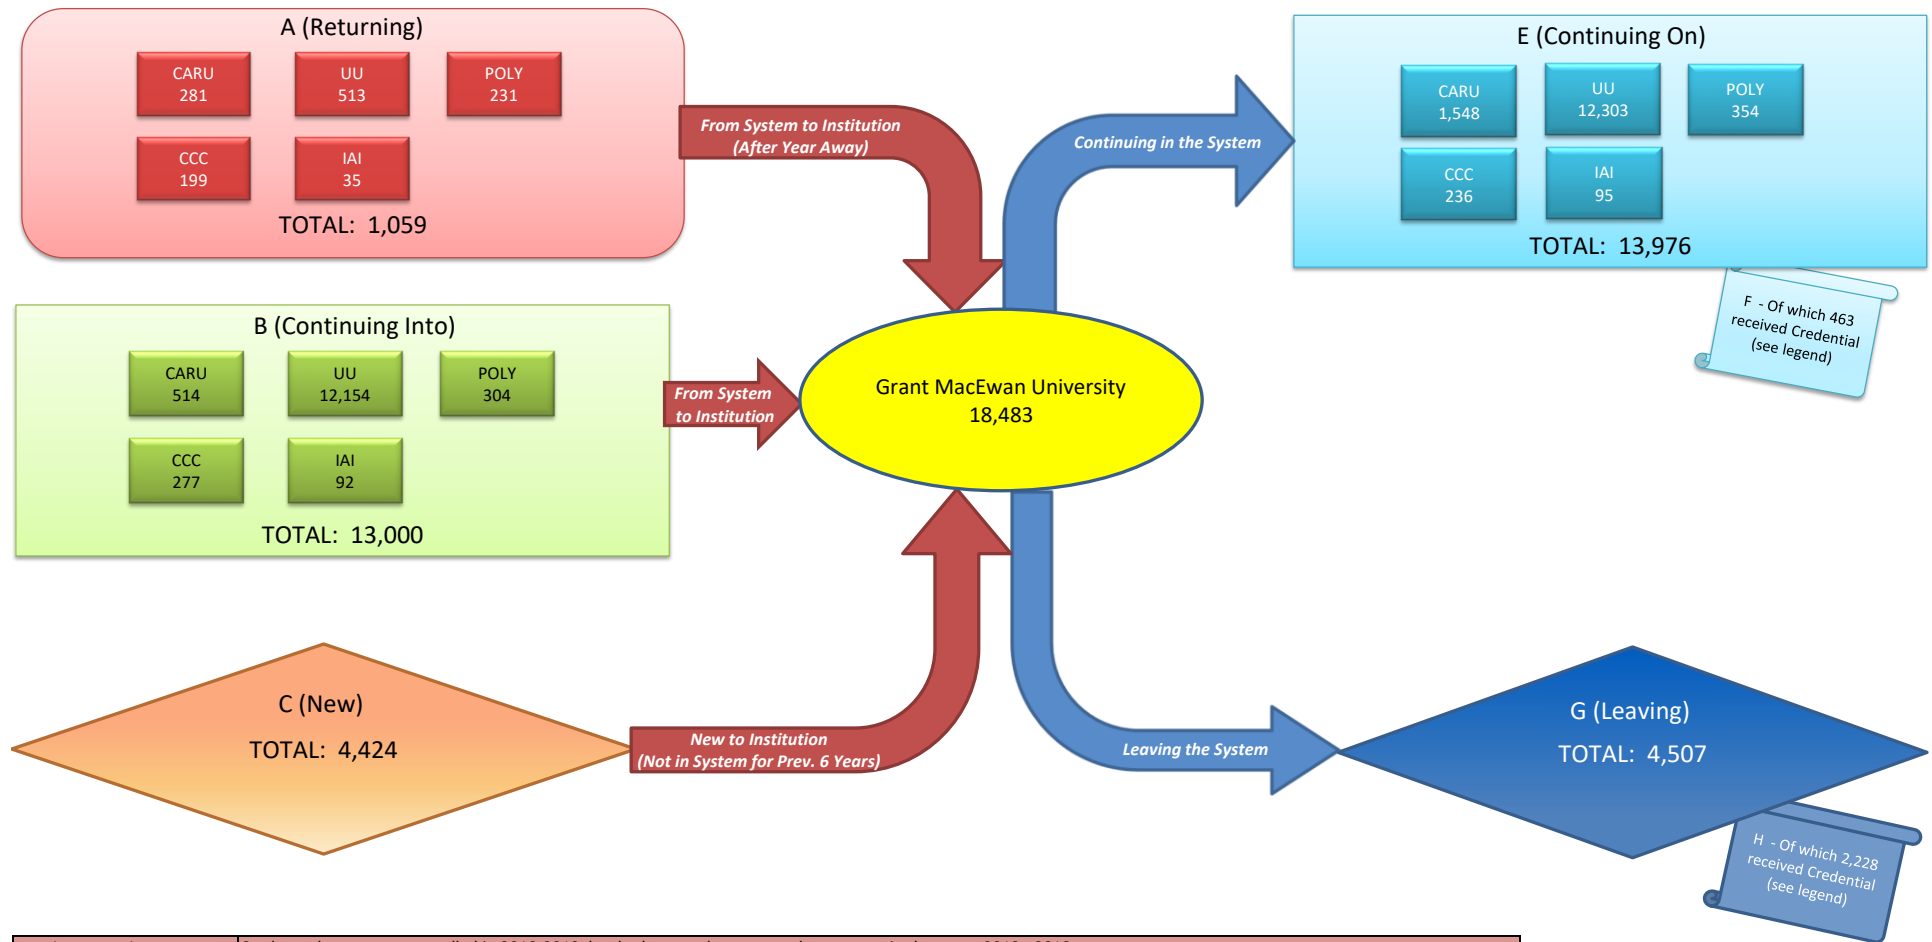 A (Returning)
CARU
281
UU
513
POLY
231
CCC
199
IAI
35
TOTAL: 1,059
From System to Institution
(After Year Away)
Continuing in the System
E (Continuing On)
CARU
1,548
UU
12,303
POLY
354
CCC
236
IAI
95
TOTAL: 13,976
F - Of which 463
received Credential
(see legend)
B (Continuing Into)
CARU
514
UU
12,154
POLY
304
CCC
277
IAI
92
TOTAL: 13,000
From System
to Institution
Grant MacEwan University
18,483
C (New)
TOTAL: 4,424
New to Institution
(Not in System for Prev. 6 Years)
Leaving the System
G (Leaving)
TOTAL: 4,507
H - Of which 2,228
received Credential
(see legend)